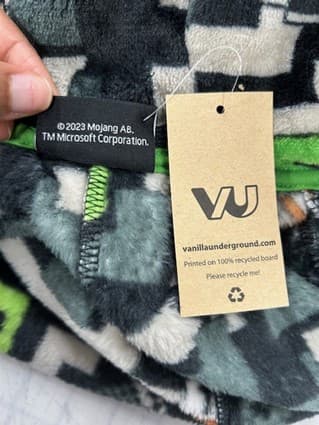 © 2023 Mojang AB.
TM Microsoft Corporation.
VU
vanillaunderground.com
Printed on 100% recycled board
Please recycle me!